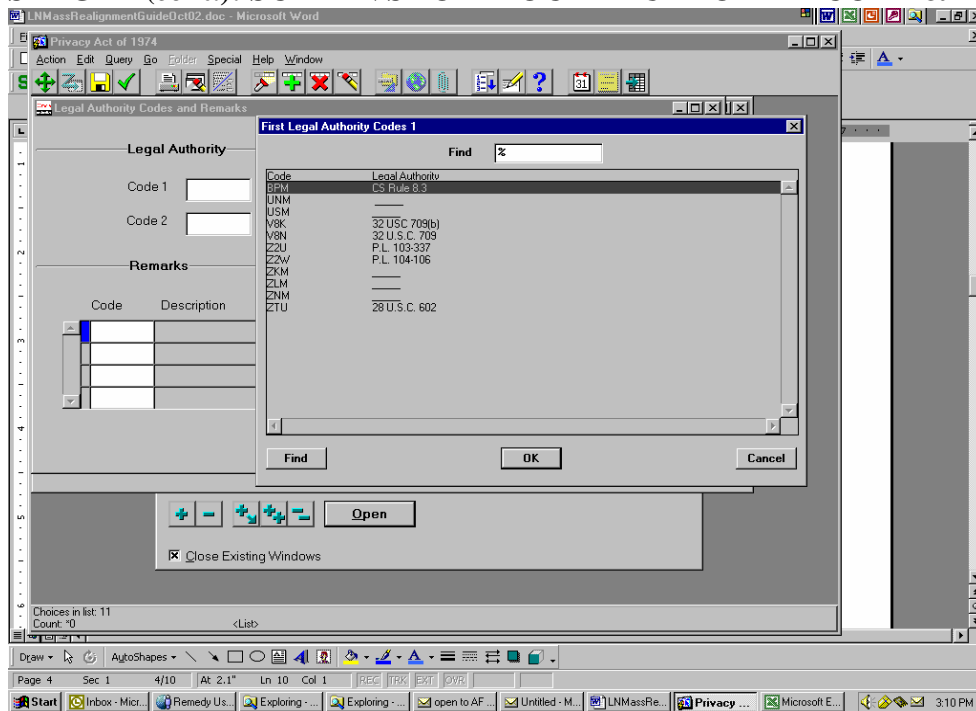 LNMassRealignmentGuideOct02.doc - Microsoft Word
Privacy Act of 1974
Action Edit Query Go Folder Special Help Window
Legal Authority Codes and Remarks
First Legal Authority Codes 1
Find %
Legal Authority
Code 1
Code 2
Code Legal Authority
BPM CS Rule 8.3
UNM ____
USM ____
V8K 32 USC 709(b)
V8N 32 U.S.C. 709
Z2U P.L. 103-337
Z2W P.L. 104-106
ZKM ____
ZLM ____
ZNM ____
ZTU 28 U.S.C. 602
Remarks
Code Description
Find OK Cancel
Open
Close Existing Windows
Choices in list: 11
Count: *0 <List>
Draw AutoShapes
Page 4 Sec 1 4/10 At 2.1" Ln 10 Col 1 REC TRK EXT OVR
Start Inbox - Micr... Remedy Us... Exploring - ... Exploring - ... open to AF ... Untitled - M... LNMassRe... Privacy ... Microsoft E... 3:10 PM